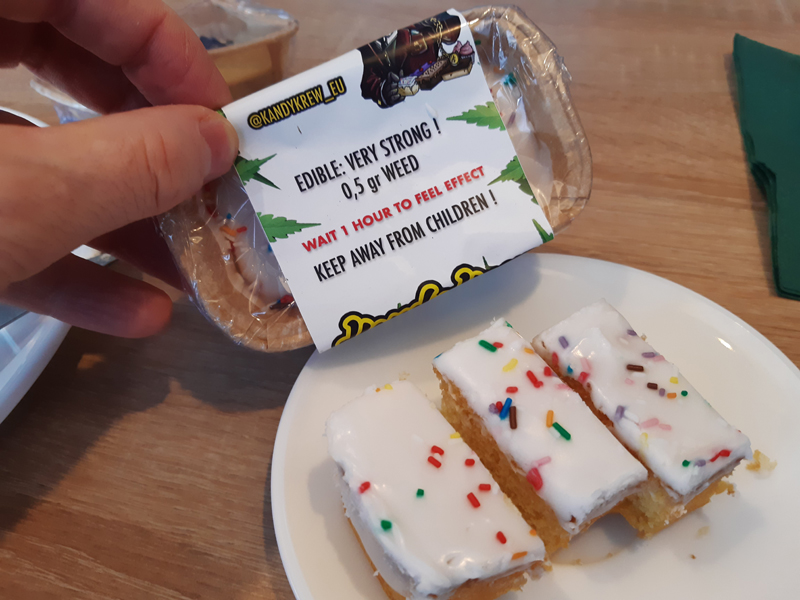 @KANDYKREW_EU
EDIBLE: VERY STRONG !
0,5 gr WEED
WAIT 1 HOUR TO FEEL EFFECT
KEEP AWAY FROM CHILDREN !